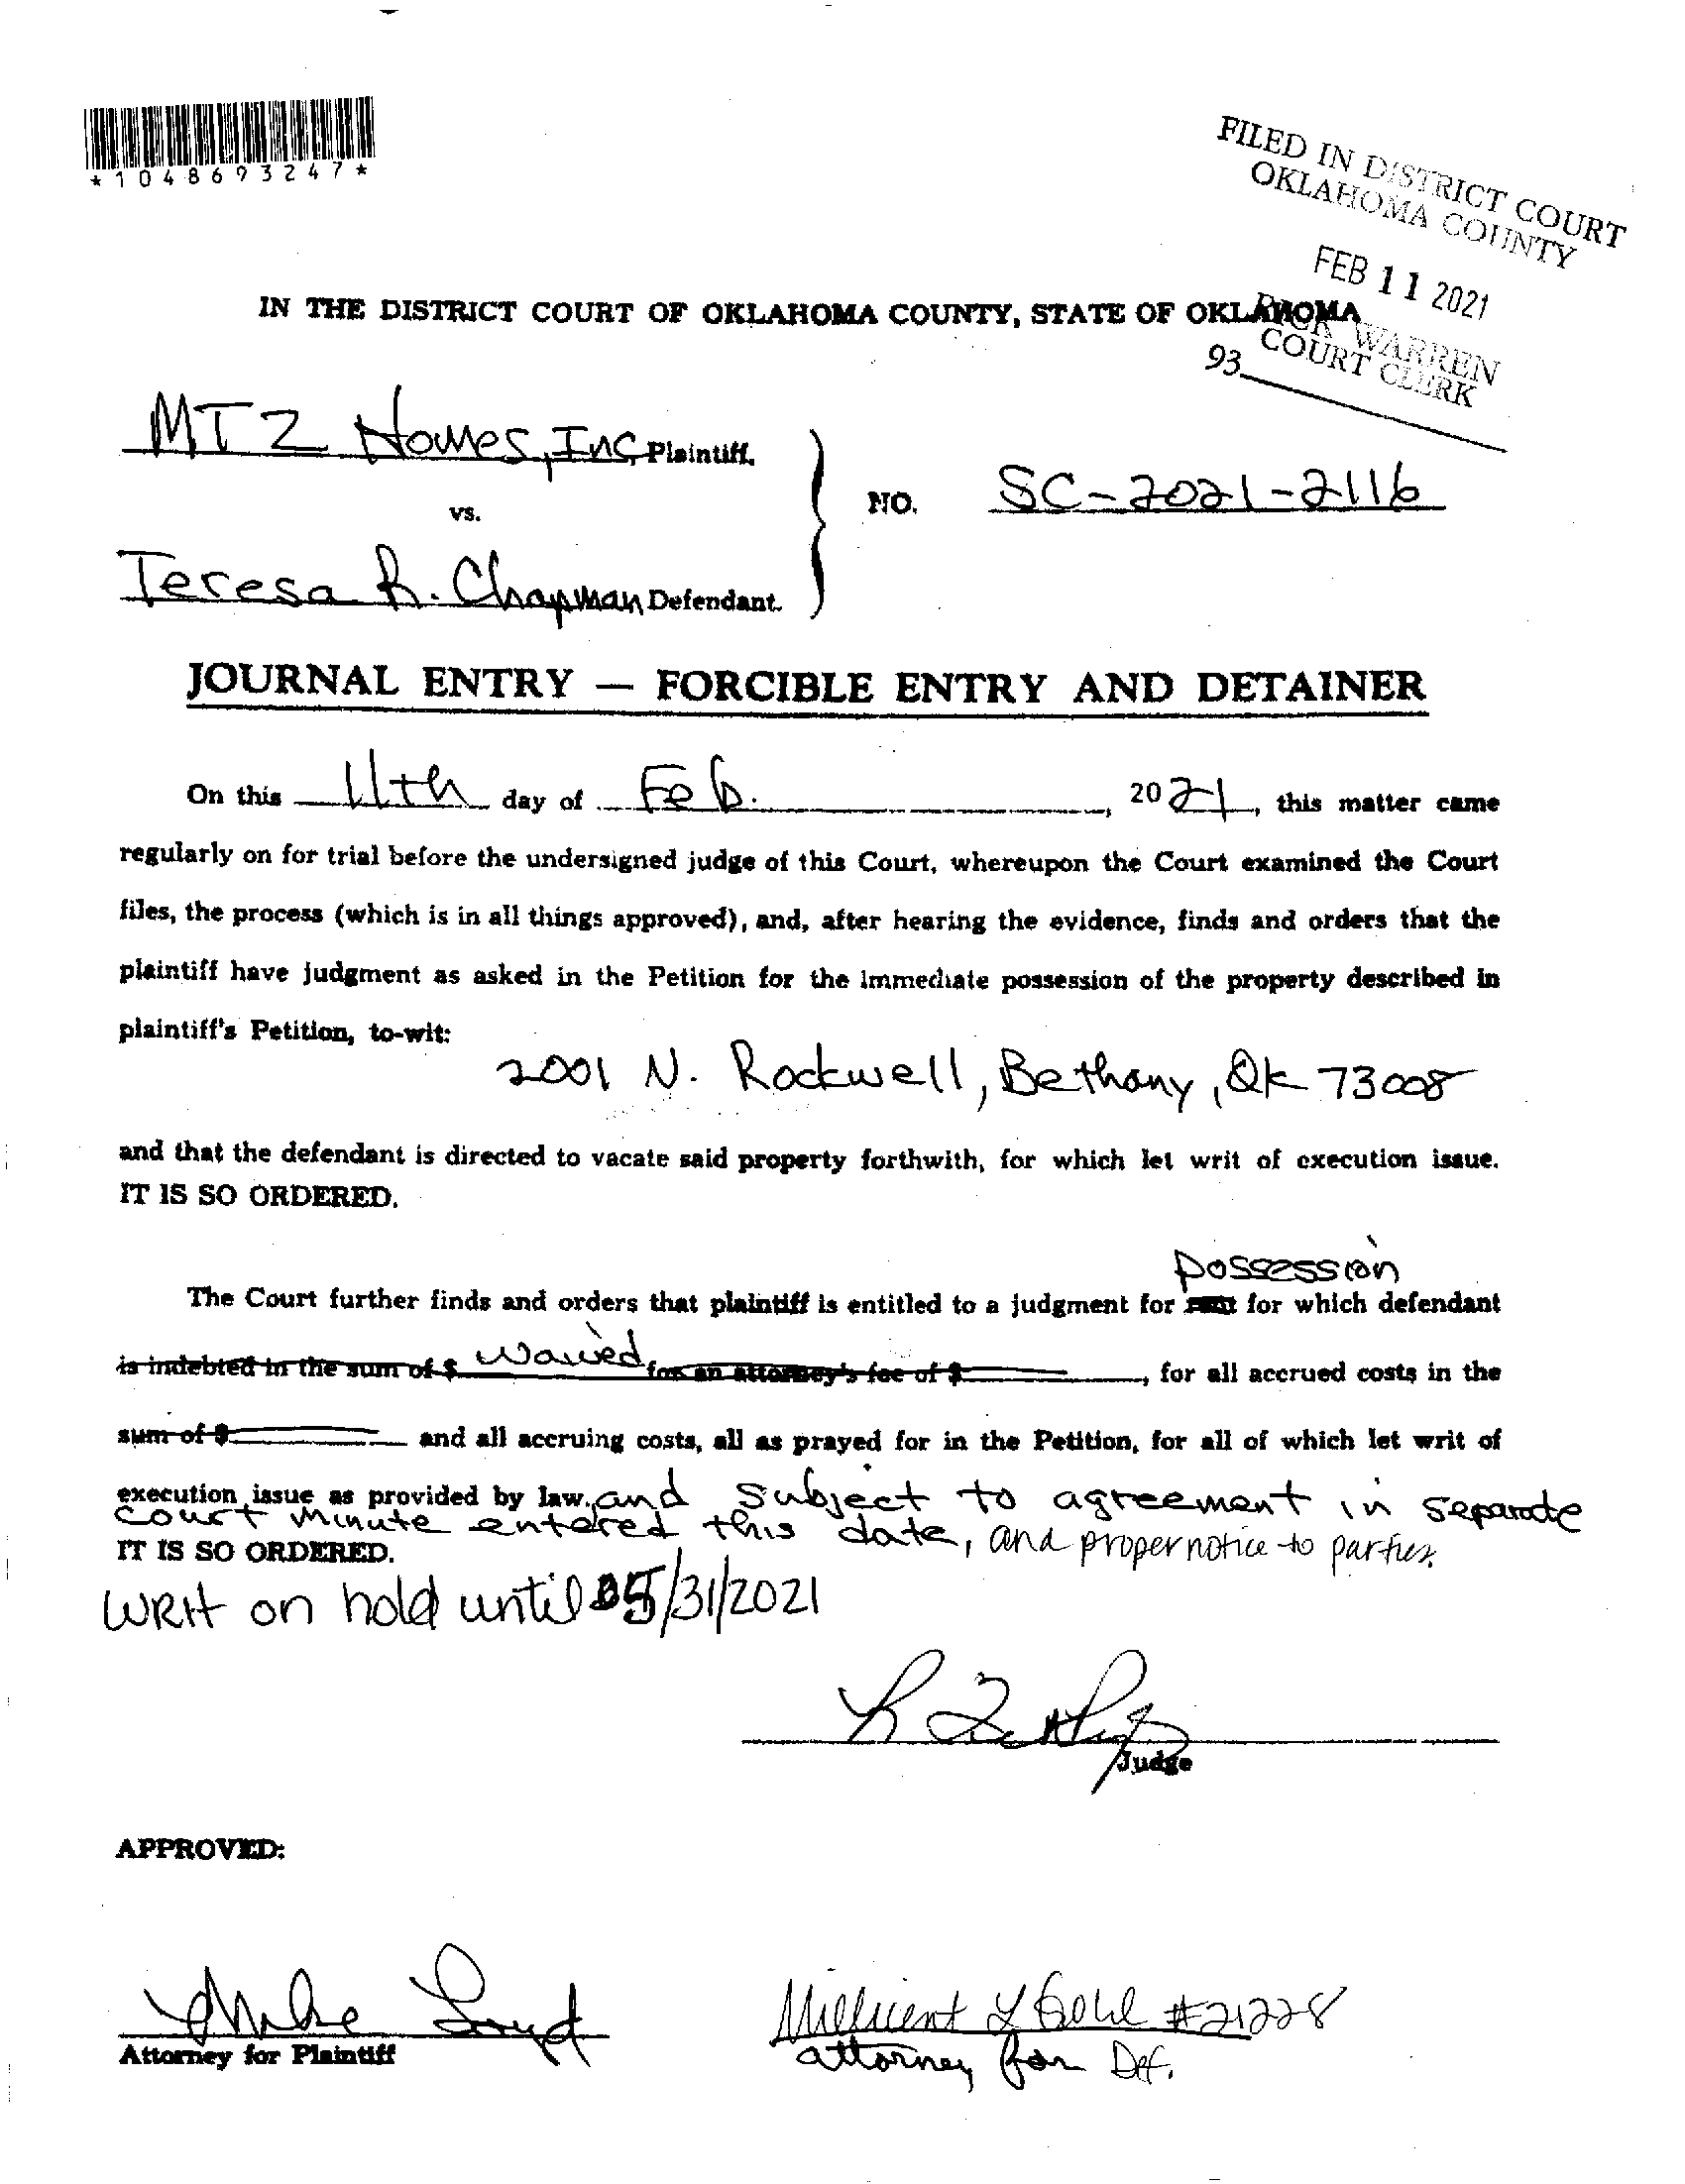 *1048693247*
FILED IN DISTRICT COURT
OKLAHOMA COUNTY
FEB 11 2021
IN THE DISTRICT COURT OF OKLAHOMA COUNTY, STATE OF OKLAHOMA
RICK WARREN
COURT CLERK
93
MTZ Homes, Inc, Plaintiff,
vs.
NO. SC-2021-2116
Teresa R. Chapman Defendant.
JOURNAL ENTRY — FORCIBLE ENTRY AND DETAINER
On this 11th day of Feb. , 2021, this matter came
regularly on for trial before the undersigned judge of this Court, whereupon the Court examined the Court
files, the process (which is in all things approved), and, after hearing the evidence, finds and orders that the
plaintiff have judgment as asked in the Petition for the immediate possession of the property described in
plaintiff's Petition, to-wit:
2001 N. Rockwell, Bethany, Ok 73008
and that the defendant is directed to vacate said property forthwith, for which let writ of execution issue.
IT IS SO ORDERED.
possession
The Court further finds and orders that plaintiff is entitled to a judgment for rent for which defendant
is indebted in the sum of $ waived for an attorney's fee of $ , for all accrued costs in the
sum of $ and all accruing costs, all as prayed for in the Petition, for all of which let writ of
execution issue as provided by law. and subject to agreement in separate
court minute entered this date, and proper notice to parties.
IT IS SO ORDERED.
WRIt on hold until 05/31/2021
Judge
APPROVED:
Attorney for Plaintiff
Millicent L #21228
attorney for Def.